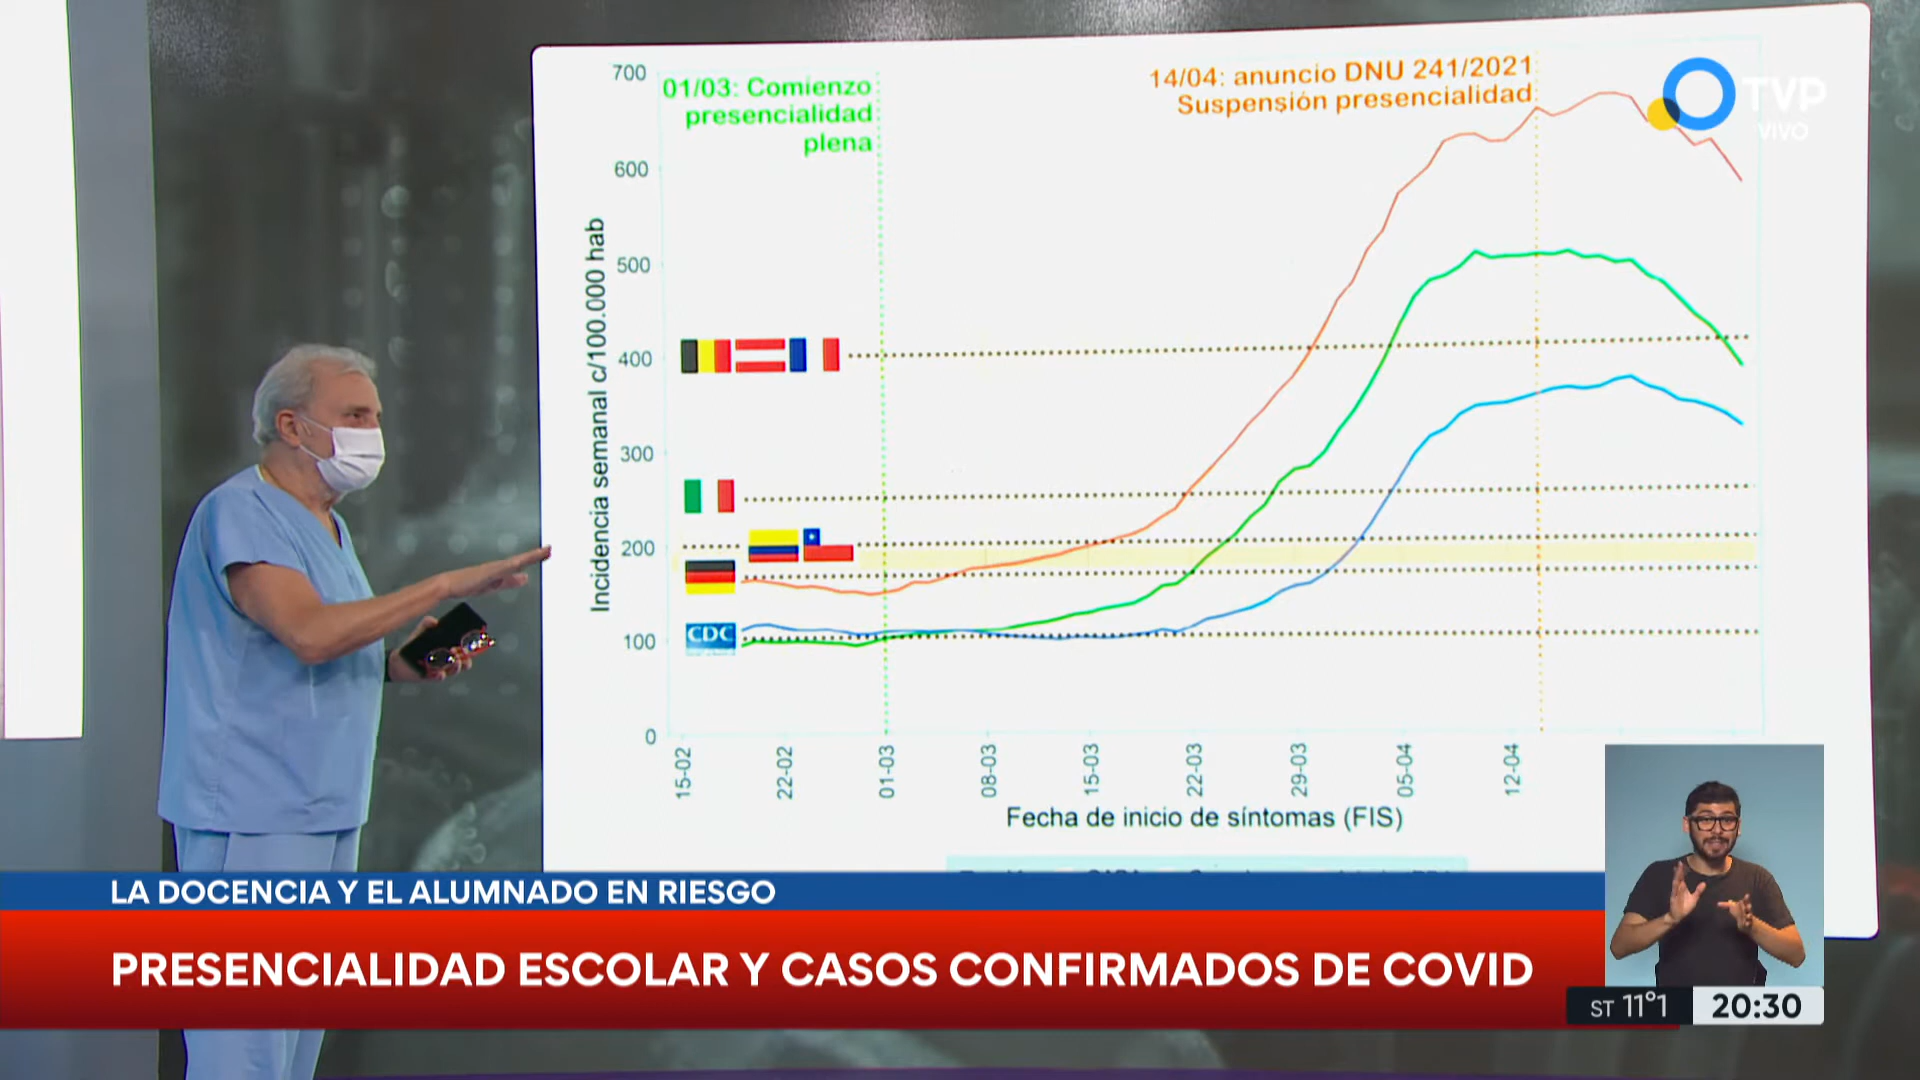 700
600
500
400
300
200
100
0
Incidencia semanal c/100.000 hab
01/03: Comienzo
presencialidad
plena
14/04: anuncio DNU 241/2021
Suspensión presencialidad
TVP
VIVO
CDC
15-02
22-02
01-03
08-03
15-03
22-03
29-03
05-04
12-04
Fecha de inicio de síntomas (FIS)
LA DOCENCIA Y EL ALUMNADO EN RIESGO
PRESENCIALIDAD ESCOLAR Y CASOS CONFIRMADOS DE COVID
ST 11°1
20:30